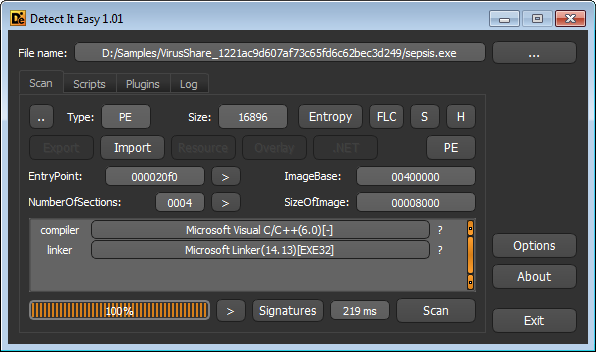 Detect It Easy 1.01
File name: D:/Samples/VirusShare_1221ac9d607af73c65fd6c62bec3d249/sepsis.exe ...
Scan Scripts Plugins Log
.. Type: PE Size: 16896 Entropy FLC S H
Export Import Resource Overlay .NET PE
EntryPoint: 000020f0 > ImageBase: 00400000
NumberOfSections: 0004 > SizeOfImage: 00008000
compiler Microsoft Visual C/C++(6.0)[-] ?
linker Microsoft Linker(14.13)[EXE32] ?
Options
About
100% > Signatures 219 ms Scan
Exit